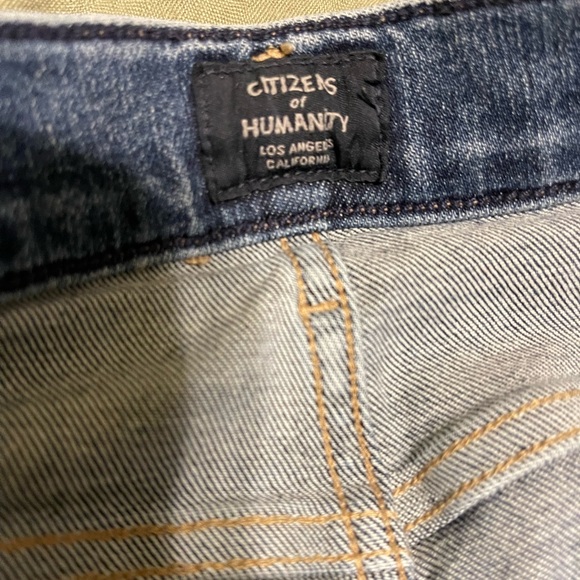 CITIZENS
of
HUMANITY
LOS ANGELES
CALIFORNIA